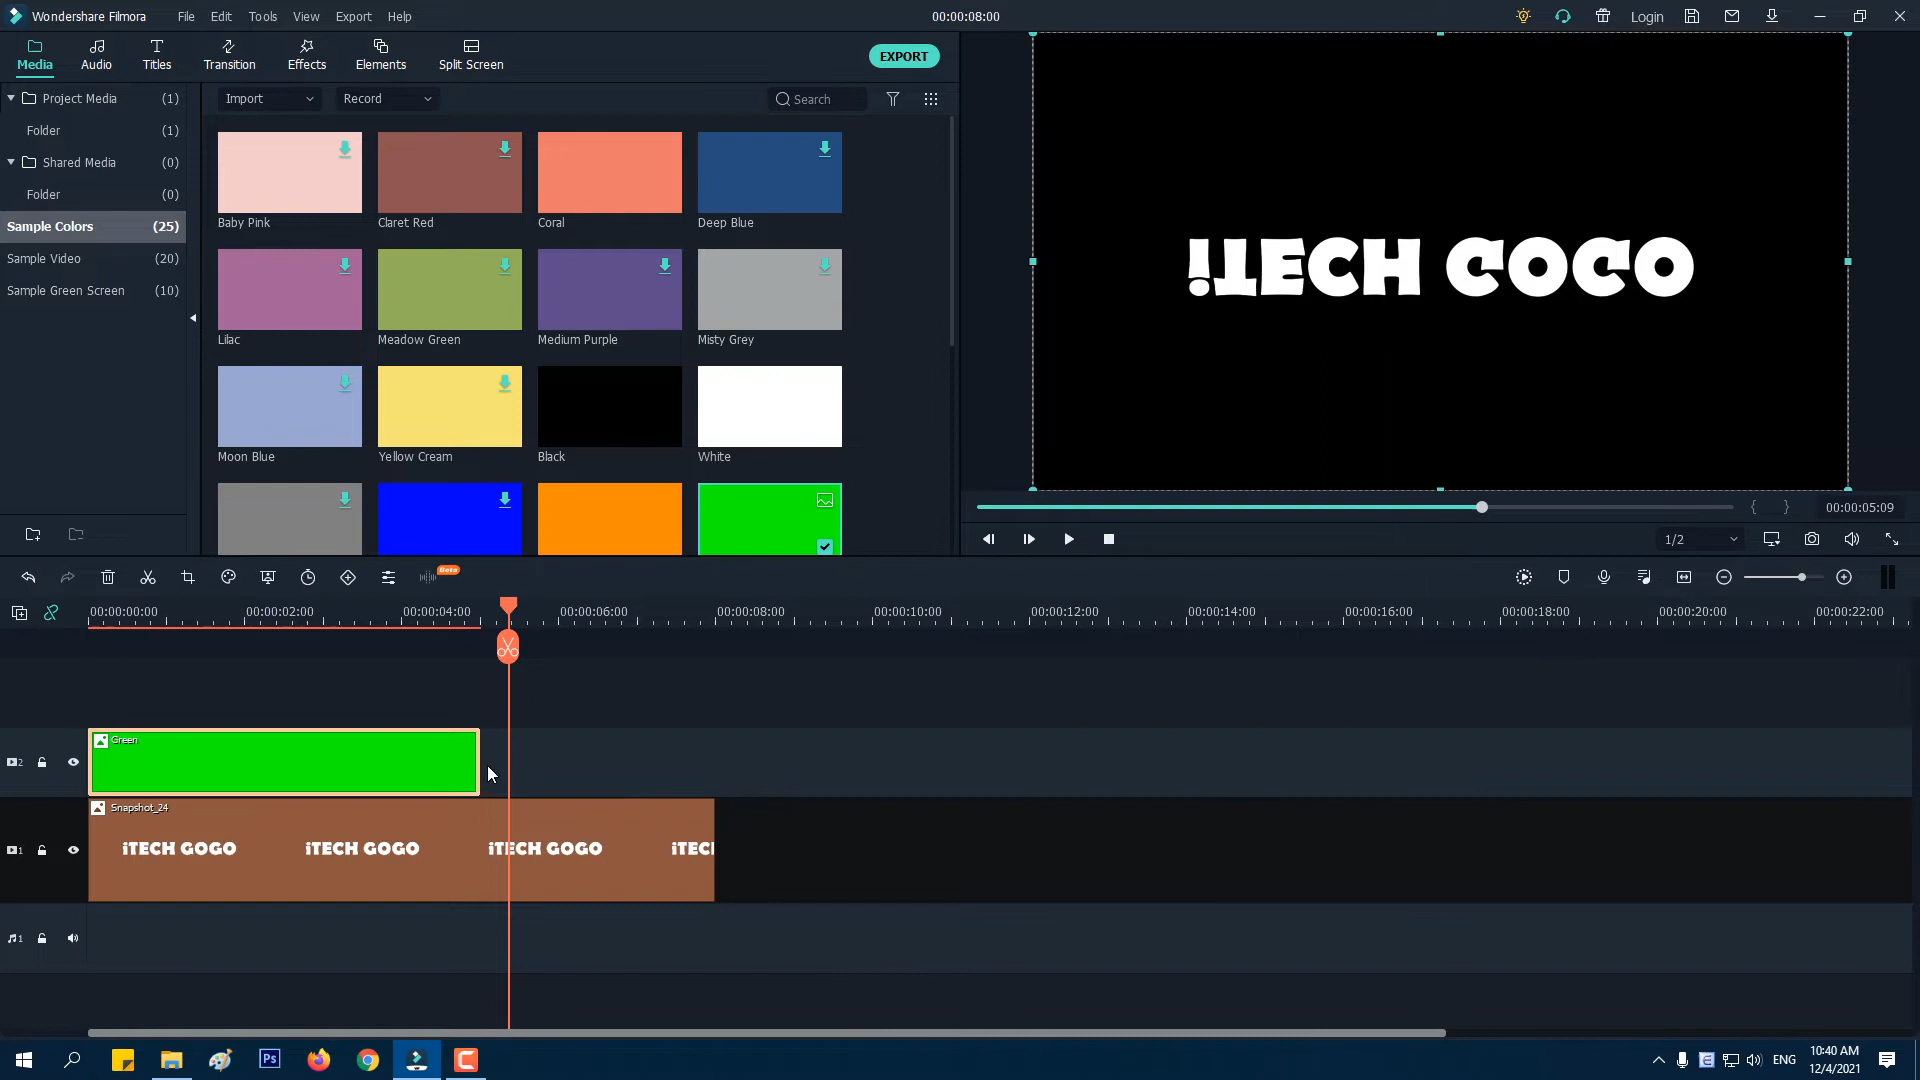 Wondershare Filmora File Edit Tools View Export Help 00:00:08:00 Login
Media Audio Titles Transition Effects Elements Split Screen EXPORT
Project Media (1)
Folder (1)
Shared Media (0)
Folder (0)
Sample Colors (25)
Sample Video (20)
Sample Green Screen (10)
Import Record Search
Baby Pink Claret Red Coral Deep Blue
Lilac Meadow Green Medium Purple Misty Grey
Moon Blue Yellow Cream Black White
{ } 00:00:05:09
1/2
Beta
00:00:00:00 00:00:02:00 00:00:04:00 00:00:06:00 00:00:08:00 00:00:10:00 00:00:12:00 00:00:14:00 00:00:16:00 00:00:18:00 00:00:20:00 00:00:22:00
2 Green
Snapshot_24
1 iTECH GOGO iTECH GOGO iTECH GOGO iTECH
1
Ps ENG 10:40 AM
12/4/2021